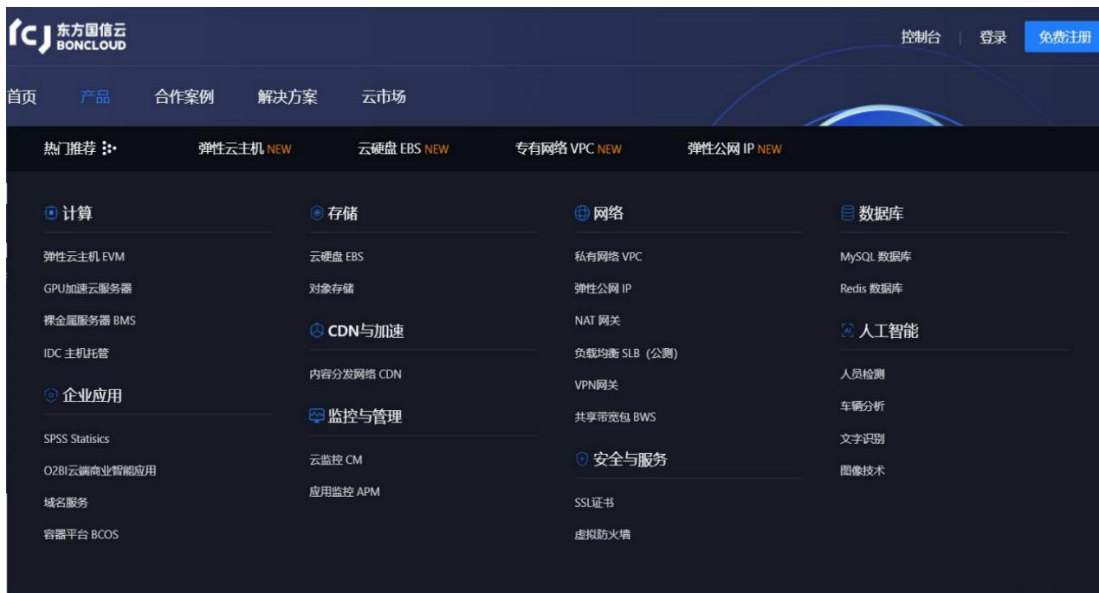 东方国信云
BONCLOUD
控制台 登录 免费注册
首页 产品 合作案例 解决方案 云市场
热门推荐 弹性云主机 NEW 云硬盘 EBS NEW 专有网络 VPC NEW 弹性公网 IP NEW
计算
弹性云主机 EVM
GPU加速云服务器
裸金属服务器 BMS
IDC 主机托管
企业应用
SPSS Statisics
O2BI云端商业智能应用
域名服务
容器平台 BCOS
存储
云硬盘 EBS
对象存储
CDN与加速
内容分发网络 CDN
监控与管理
云监控 CM
应用监控 APM
网络
私有网络 VPC
弹性公网 IP
NAT 网关
负载均衡 SLB（公测）
VPN网关
共享带宽包 BWS
安全与服务
SSL证书
虚拟防火墙
数据库
MySQL 数据库
Redis 数据库
人工智能
人员检测
车辆分析
文字识别
图像技术